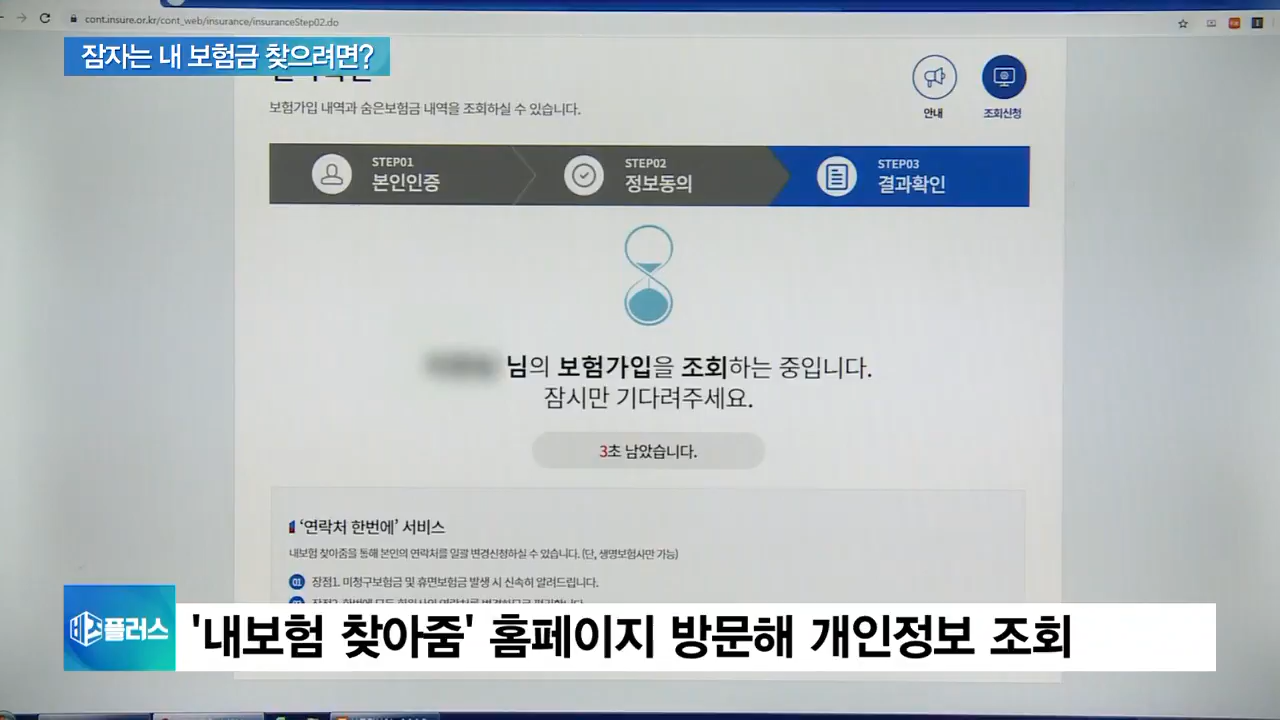 cont.insure.or.kr/cont_web/insurance/insuranceStep02.do
잠자는 내 보험금 찾으려면?
보험가입 내역과 숨은보험금 내역을 조회하실 수 있습니다.
안내
조회신청
STEP01
본인인증
STEP02
정보동의
STEP03
결과확인
님의 보험가입을 조회하는 중입니다.
잠시만 기다려주세요.
3초 남았습니다.
'연락처 한번에' 서비스
내보험 찾아줌을 통해 본인의 연락처를 일괄 변경신청하실 수 있습니다. (단, 생명보험사만 가능)
01 장점1. 미청구보험금 및 휴면보험금 발생 시 신속히 알려드립니다.
플러스
'내보험 찾아줌' 홈페이지 방문해 개인정보 조회